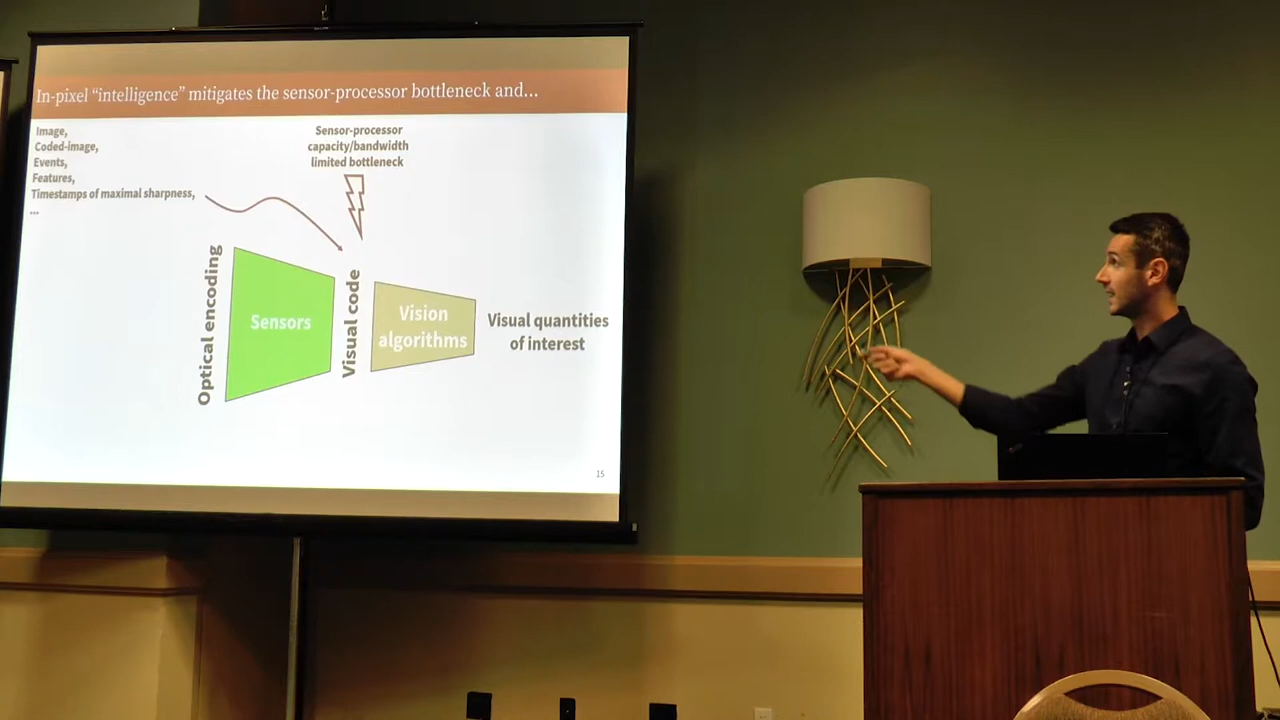 In-pixel “intelligence” mitigates the sensor-processor bottleneck and…
Image,
Coded-image,
Events,
Features,
Timestamps of maximal sharpness,
...
Sensor-processor
capacity/bandwidth
limited bottleneck
Optical encoding
Sensors
Visual code
Vision
algorithms
Visual quantities
of interest
15